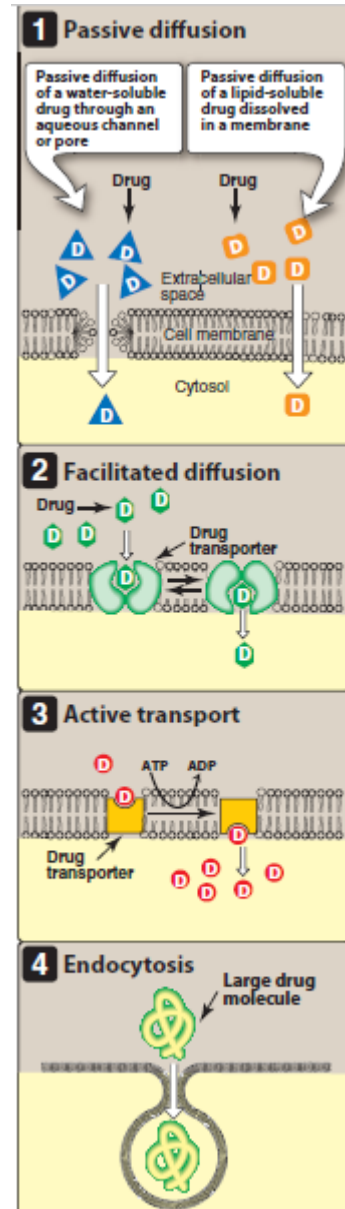 1 Passive diffusion
Passive diffusion
of a water-soluble
drug through an
aqueous channel
or pore
Passive diffusion
of a lipid-soluble
drug dissolved
in a membrane
Drug
Drug
D
D
D
D
D
D
D
D
Extracellular
space
Cell membrane
Cytosol
D
D
2 Facilitated diffusion
Drug
D
D
D
D
Drug
transporter
D
D
D
3 Active transport
D
ATP
ADP
D
D
Drug
transporter
D
D
D
D
D
D
4 Endocytosis
Large drug
molecule